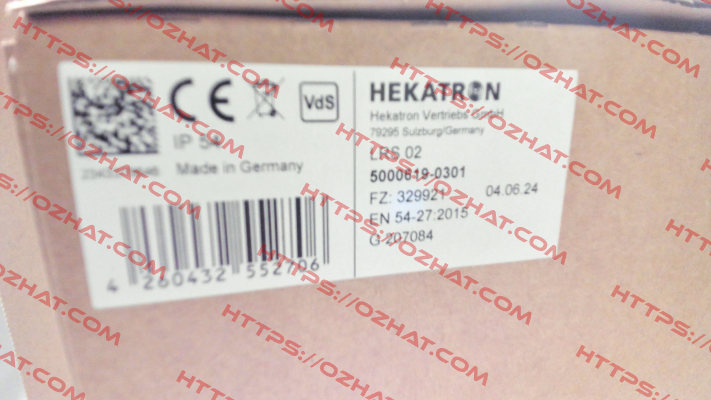 CE
VdS
IP 54
Made in Germany
4 260432 552706
HEKATRON
Hekatron Vertriebs GmbH
79295 Sulzburg/Germany
LRS 02
5000619-0301
FZ: 329921
04.06.24
EN 54-27:2015
G 207084
HTTPS://OZHAT.COM